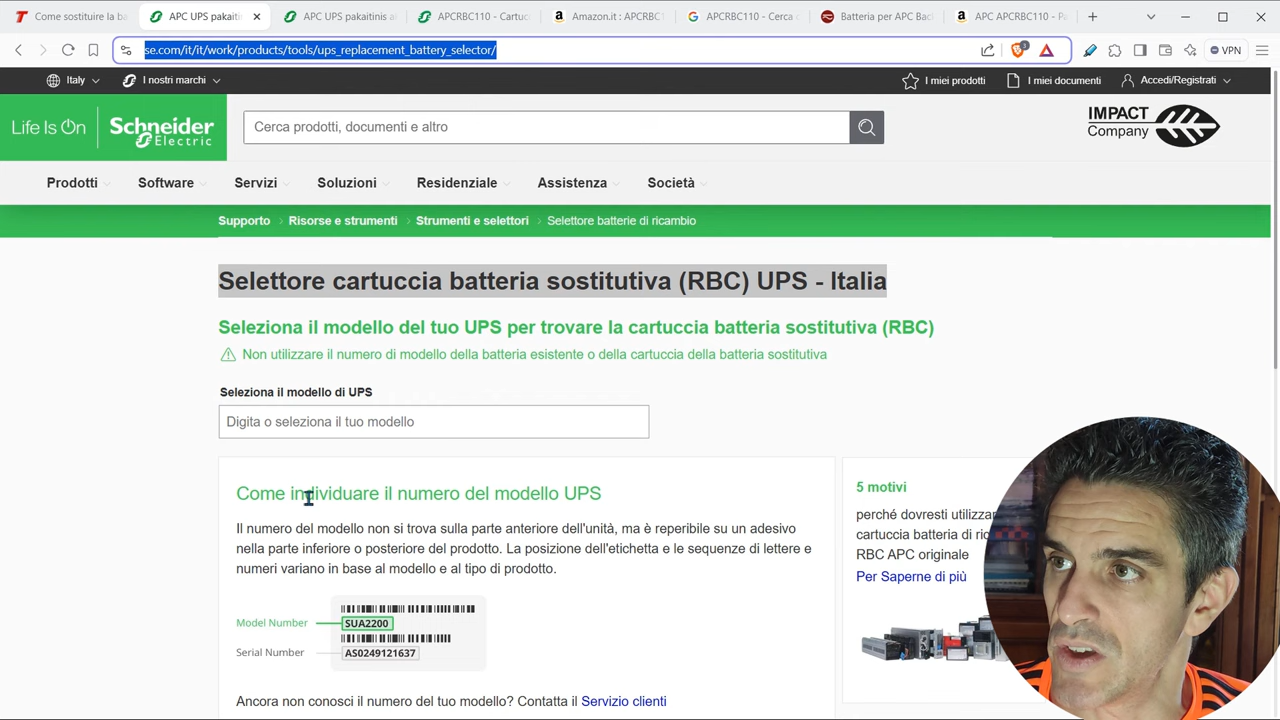 Come sostituire la ba
APC UPS pakaiti
APC UPS pakaitinis a
APCRBC110 - Cartuc
Amazon.it : APCRBC1
APCRBC110 - Cerca c
Batteria per APC Bac
APC APCRBC110 - Pa
se.com/it/it/work/products/tools/ups_replacement_battery_selector/
3
VPN
Italy
I nostri marchi
I miei prodotti
I miei documenti
Accedi/Registrati
Life Is On
Schneider
Electric
Cerca prodotti, documenti e altro
IMPACT
Company
Prodotti
Software
Servizi
Soluzioni
Residenziale
Assistenza
Società
Supporto
Risorse e strumenti
Strumenti e selettori
Selettore batterie di ricambio
Selettore cartuccia batteria sostitutiva (RBC) UPS - Italia
Seleziona il modello del tuo UPS per trovare la cartuccia batteria sostitutiva (RBC)
Non utilizzare il numero di modello della batteria esistente o della cartuccia della batteria sostitutiva
Seleziona il modello di UPS
Digita o seleziona il tuo modello
Come individuare il numero del modello UPS
Il numero del modello non si trova sulla parte anteriore dell'unità, ma è reperibile su un adesivo
nella parte inferiore o posteriore del prodotto. La posizione dell'etichetta e le sequenze di lettere e
numeri variano in base al modello e al tipo di prodotto.
Model Number
SUA2200
Serial Number
AS0249121637
Ancora non conosci il numero del tuo modello? Contatta il Servizio clienti
5 motivi
perché dovresti utilizzar
cartuccia batteria di ric
RBC APC originale
Per Saperne di più